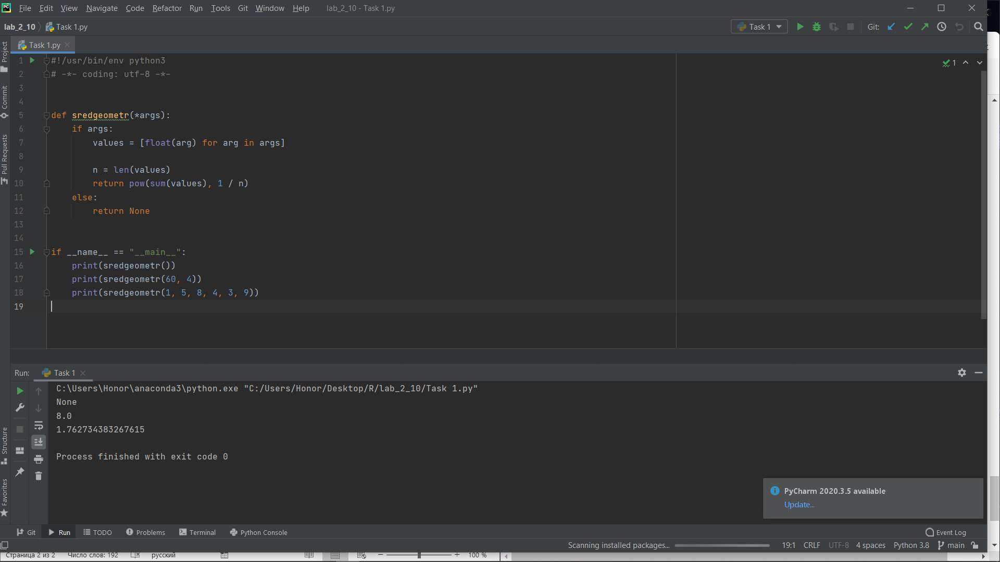 File Edit View Navigate Code Refactor Run Tools Git Window Help lab_2_10 - Task 1.py
lab_2_10 Task 1.py Task 1 Git:
Task 1.py
1 #!/usr/bin/env python3
2 # -*- coding: utf-8 -*-
3
4
5 def sredgeometr(*args):
6 if args:
7 values = [float(arg) for arg in args]
8
9 n = len(values)
10 return pow(sum(values), 1 / n)
11 else:
12 return None
13
14
15 if __name__ == "__main__":
16 print(sredgeometr())
17 print(sredgeometr(60, 4))
18 print(sredgeometr(1, 5, 8, 4, 3, 9))
19
1
Project
Commit
Pull Requests
Structure
Favorites
Run: Task 1
C:\Users\Honor\anaconda3\python.exe "C:/Users/Honor/Desktop/R/lab_2_10/Task 1.py"
None
8.0
1.762734383267615
Process finished with exit code 0
PyCharm 2020.3.5 available
Update...
Git Run TODO Problems Terminal Python Console Event Log
Scanning installed packages... 19:1 CRLF UTF-8 4 spaces Python 3.8 main
Страница 2 из 2 Число слов: 192 русский 100 %